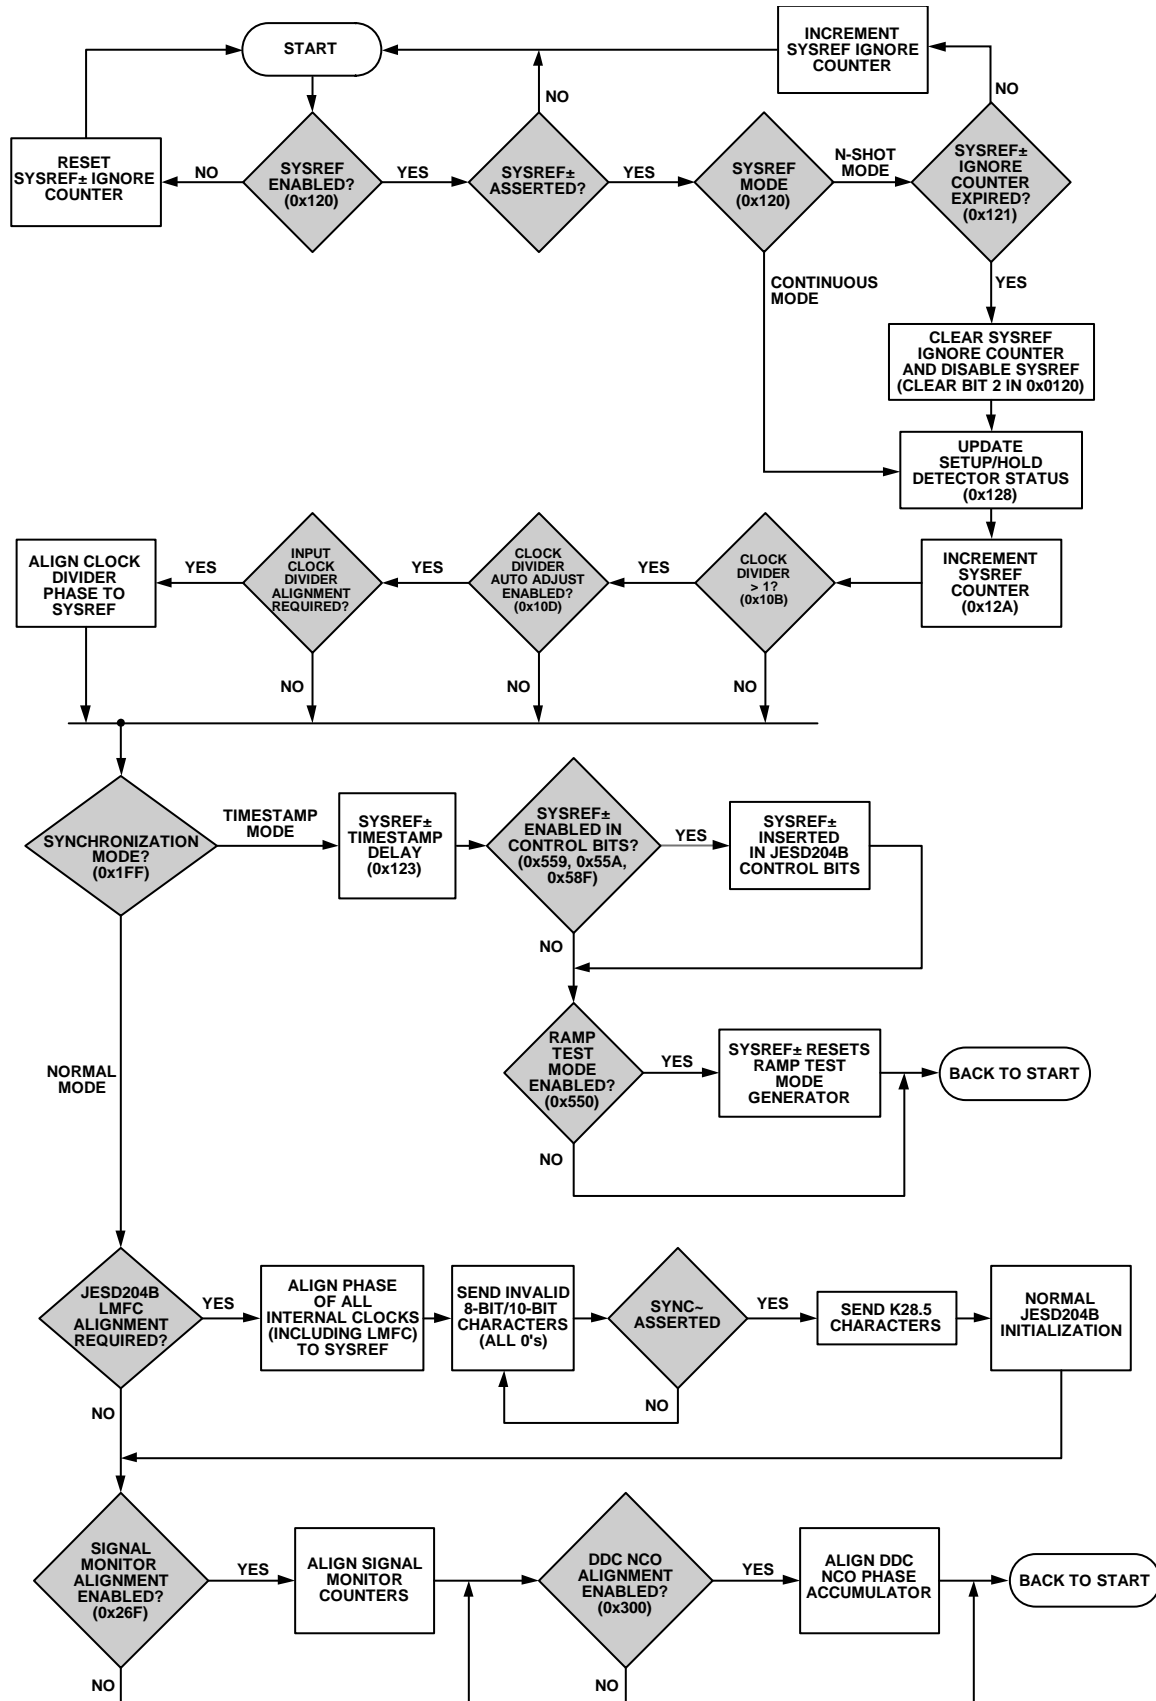 START
INCREMENT
SYSREF IGNORE
COUNTER
NO
NO
RESET
SYSREF± IGNORE
COUNTER
NO
SYSREF
ENABLED?
(0x120)
YES
SYSREF±
ASSERTED?
YES
SYSREF
MODE
(0x120)
N-SHOT
MODE
SYSREF±
IGNORE
COUNTER
EXPIRED?
(0x121)
CONTINUOUS
MODE
YES
CLEAR SYSREF
IGNORE COUNTER
AND DISABLE SYSREF
(CLEAR BIT 2 IN 0x0120)
UPDATE
SETUP/HOLD
DETECTOR STATUS
(0x128)
ALIGN CLOCK
DIVIDER
PHASE TO
SYSREF
YES
INPUT
CLOCK
DIVIDER
ALIGNMENT
REQUIRED?
YES
CLOCK
DIVIDER
AUTO ADJUST
ENABLED?
(0x10D)
YES
CLOCK
DIVIDER
> 1?
(0x10B)
INCREMENT
SYSREF
COUNTER
(0x12A)
NO
NO
NO
SYNCHRONIZATION
MODE?
(0x1FF)
TIMESTAMP
MODE
SYSREF±
TIMESTAMP
DELAY
(0x123)
SYSREF±
ENABLED IN
CONTROL BITS?
(0x559, 0x55A,
0x58F)
YES
SYSREF±
INSERTED
IN JESD204B
CONTROL BITS
NO
NORMAL
MODE
RAMP
TEST
MODE
ENABLED?
(0x550)
YES
SYSREF± RESETS
RAMP TEST
MODE
GENERATOR
BACK TO START
NO
JESD204B
LMFC
ALIGNMENT
REQUIRED?
YES
ALIGN PHASE
OF ALL
INTERNAL CLOCKS
(INCLUDING LMFC)
TO SYSREF
SEND INVALID
8-BIT/10-BIT
CHARACTERS
(ALL 0's)
SYNC~
ASSERTED
YES
SEND K28.5
CHARACTERS
NORMAL
JESD204B
INITIALIZATION
NO
NO
SIGNAL
MONITOR
ALIGNMENT
ENABLED?
(0x26F)
YES
ALIGN SIGNAL
MONITOR
COUNTERS
DDC NCO
ALIGNMENT
ENABLED?
(0x300)
YES
ALIGN DDC
NCO PHASE
ACCUMULATOR
BACK TO START
NO
NO